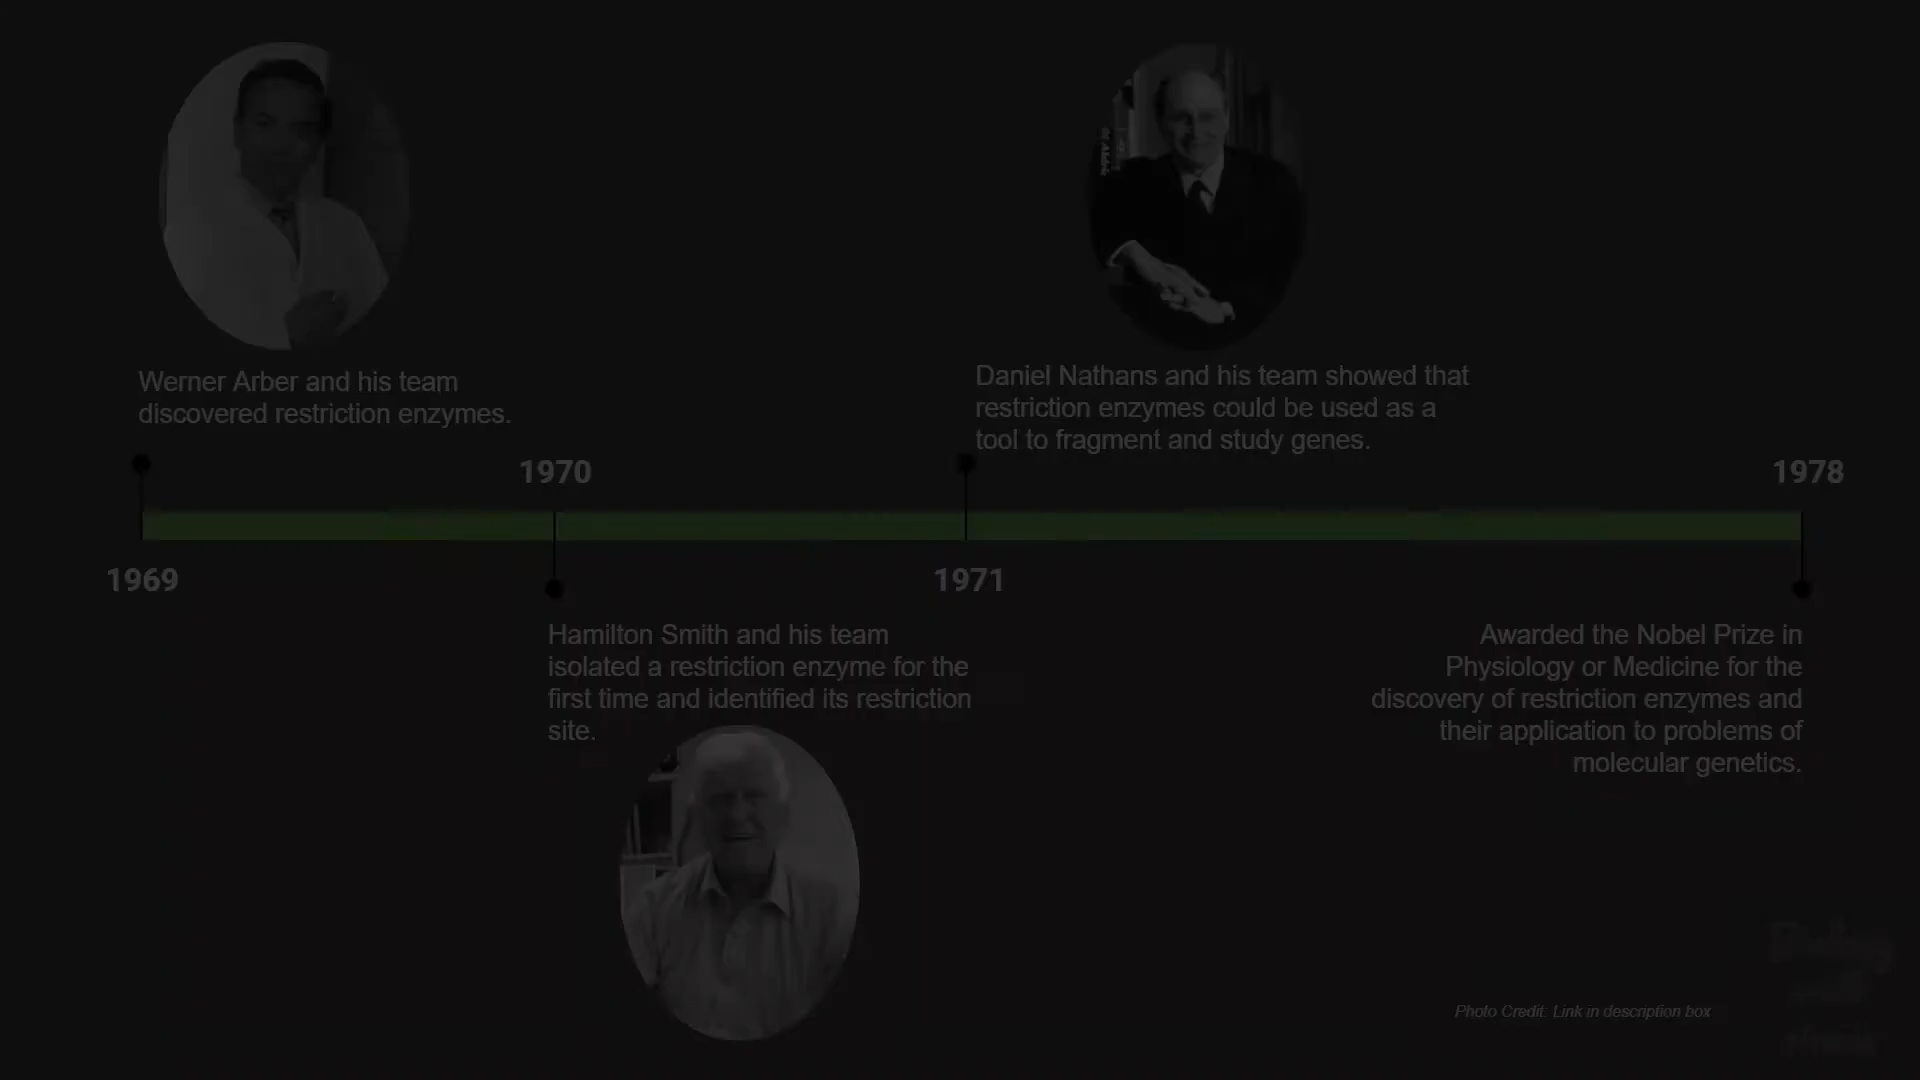 Werner Arber and his team
discovered restriction enzymes.
Daniel Nathans and his team showed that
restriction enzymes could be used as a
tool to fragment and study genes.
1970
1978
1969
1971
Hamilton Smith and his team
isolated a restriction enzyme for the
first time and identified its restriction
site.
Awarded the Nobel Prize in
Physiology or Medicine for the
discovery of restriction enzymes and
their application to problems of
molecular genetics.
Photo Credit: Link in description box